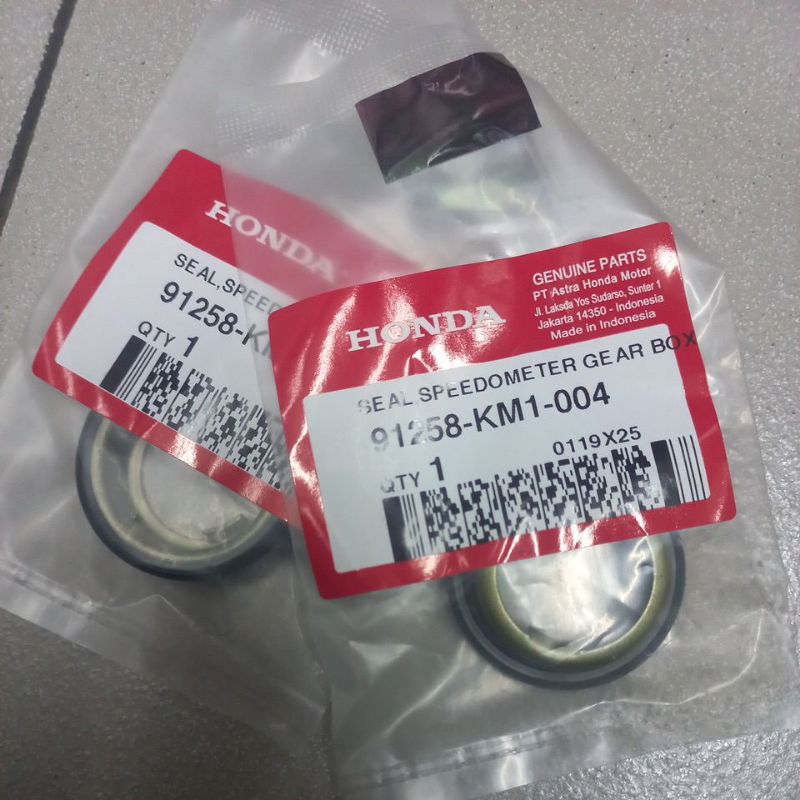 HONDA
SEAL,SPEED
91258-K
QTY 1
HONDA
GENUINE PARTS
PT Astra Honda Motor
Jl. Laksda Yos Sudarso, Sunter 1
Jakarta 14350 - Indonesia
Made in Indonesia
SEAL SPEEDOMETER GEAR BOX
91258-KM1-004
QTY 1
0119X25